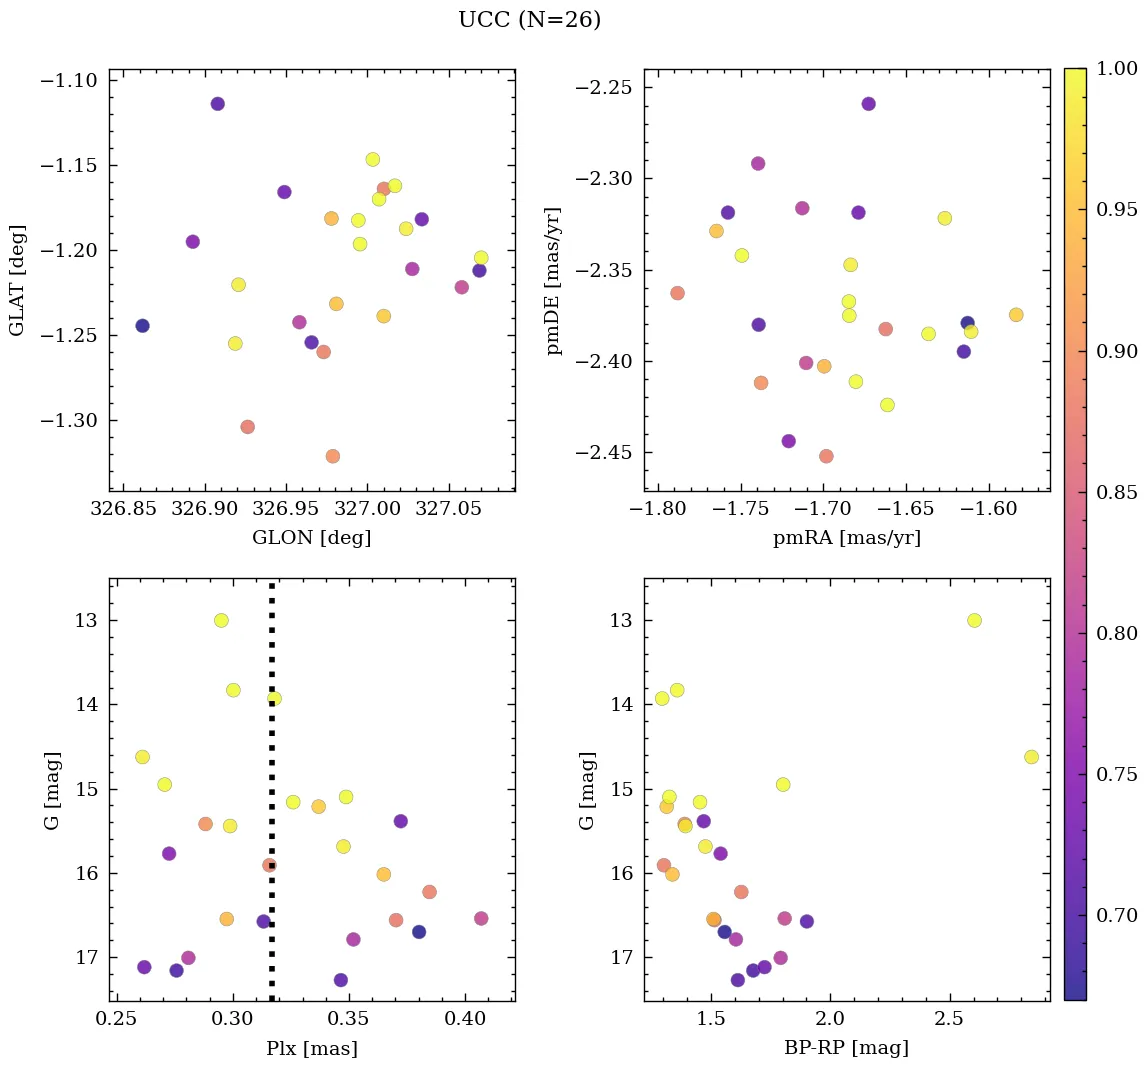 UCC (N=26)
−1.10
−1.15
−1.20
−1.25
−1.30
GLAT [deg]
326.85 326.90 326.95 327.00 327.05
GLON [deg]
−2.25
−2.30
−2.35
−2.40
−2.45
pmDE [mas/yr]
−1.80 −1.75 −1.70 −1.65 −1.60
pmRA [mas/yr]
1.00
0.95
0.90
0.85
0.80
0.75
0.70
13
14
15
16
17
G [mag]
0.25 0.30 0.35 0.40
Plx [mas]
13
14
15
16
17
G [mag]
1.5 2.0 2.5
BP-RP [mag]